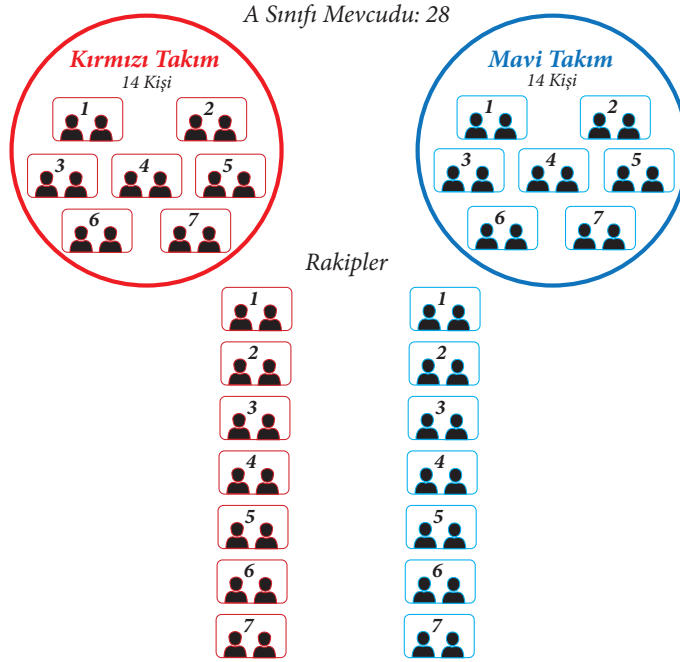 A Sınıfı Mevcudu: 28
Kırmızı Takım
14 Kişi
1 2
3 4 5
6 7
Mavi Takım
14 Kişi
1 2
3 4 5
6 7
Rakipler
1 1
2 2
3 3
4 4
5 5
6 6
7 7